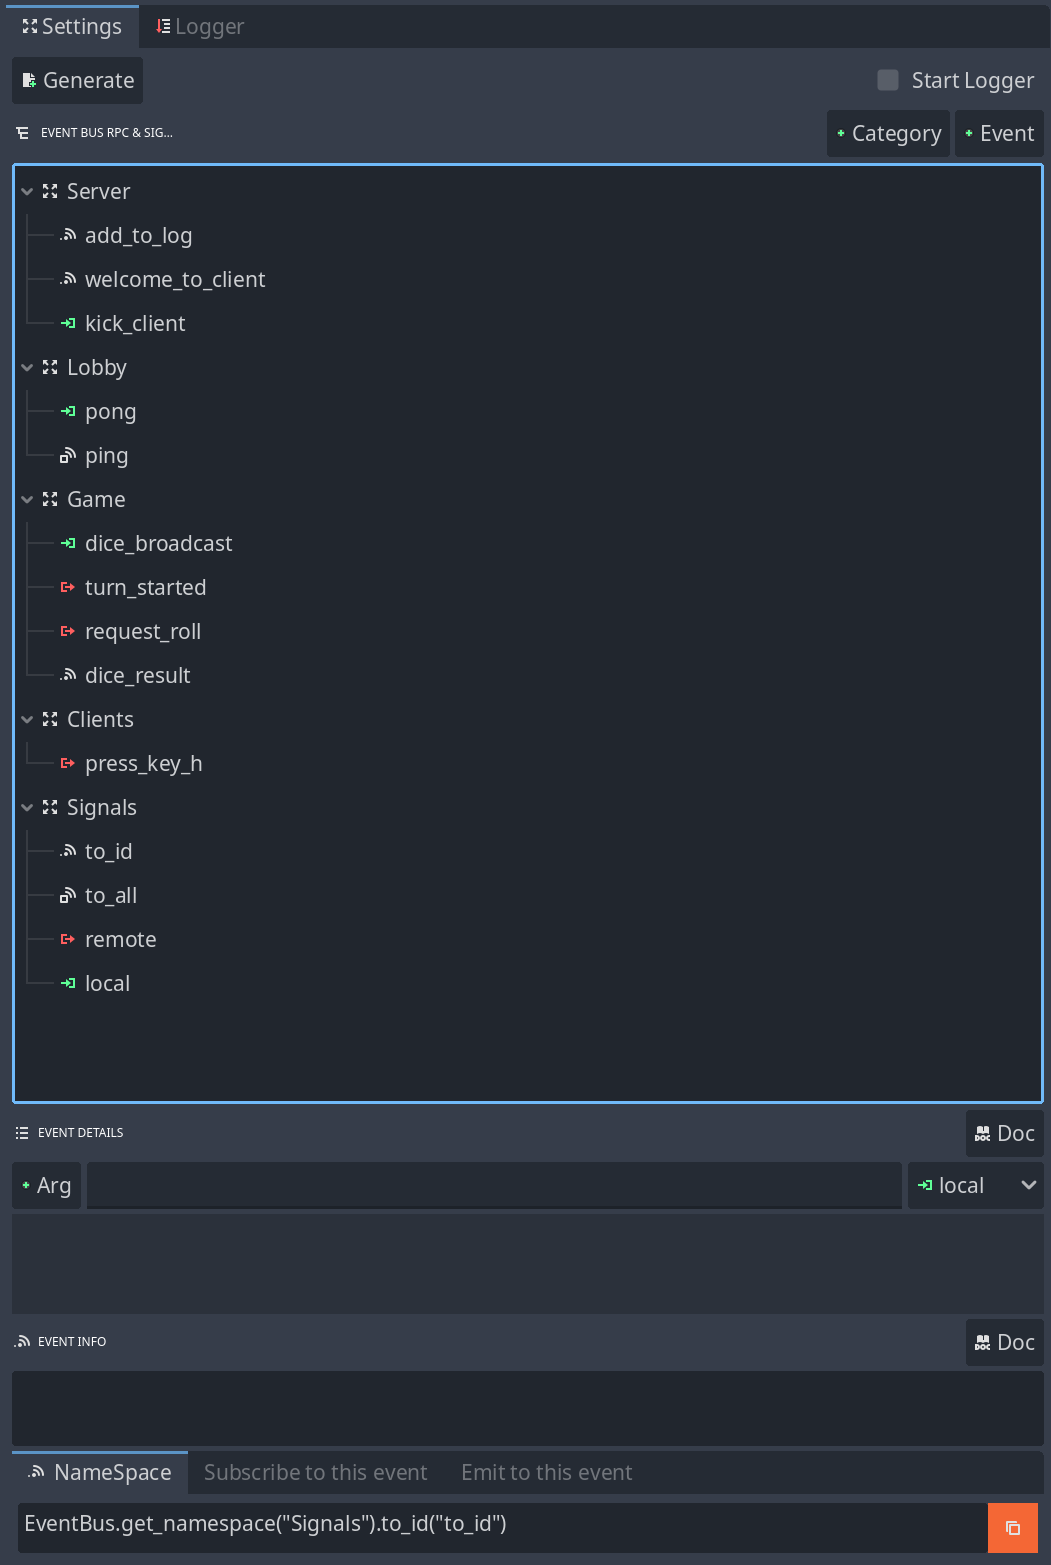 Settings Logger
Generate Start Logger
EVENT BUS RPC & SIG... Category Event
Server
add_to_log
welcome_to_client
kick_client
Lobby
pong
ping
Game
dice_broadcast
turn_started
request_roll
dice_result
Clients
press_key_h
Signals
to_id
to_all
remote
local
EVENT DETAILS DOC Doc
Arg local
EVENT INFO DOC Doc
NameSpace Subscribe to this event Emit to this event
EventBus.get_namespace("Signals").to_id("to_id")